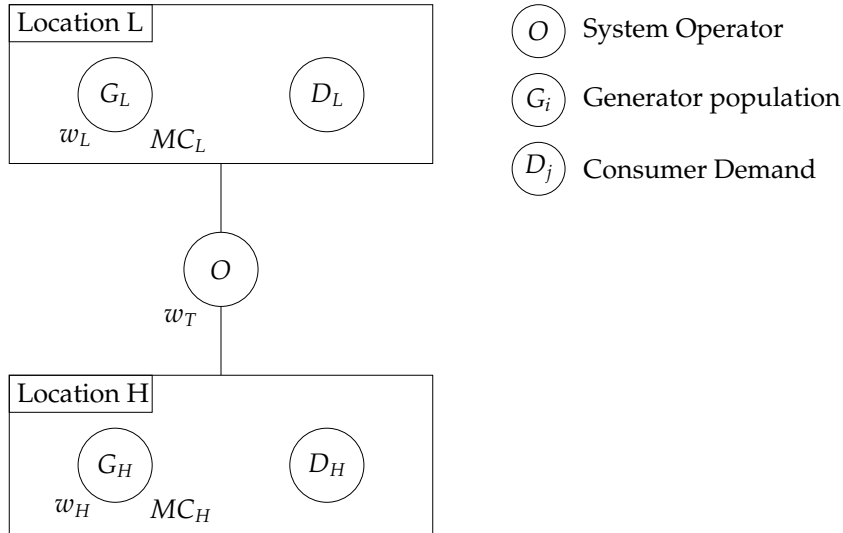 Location L
G_L
D_L
w_L
MC_L
O
w_T
Location H
G_H
D_H
w_H
MC_H
O System Operator
G_i Generator population
D_j Consumer Demand